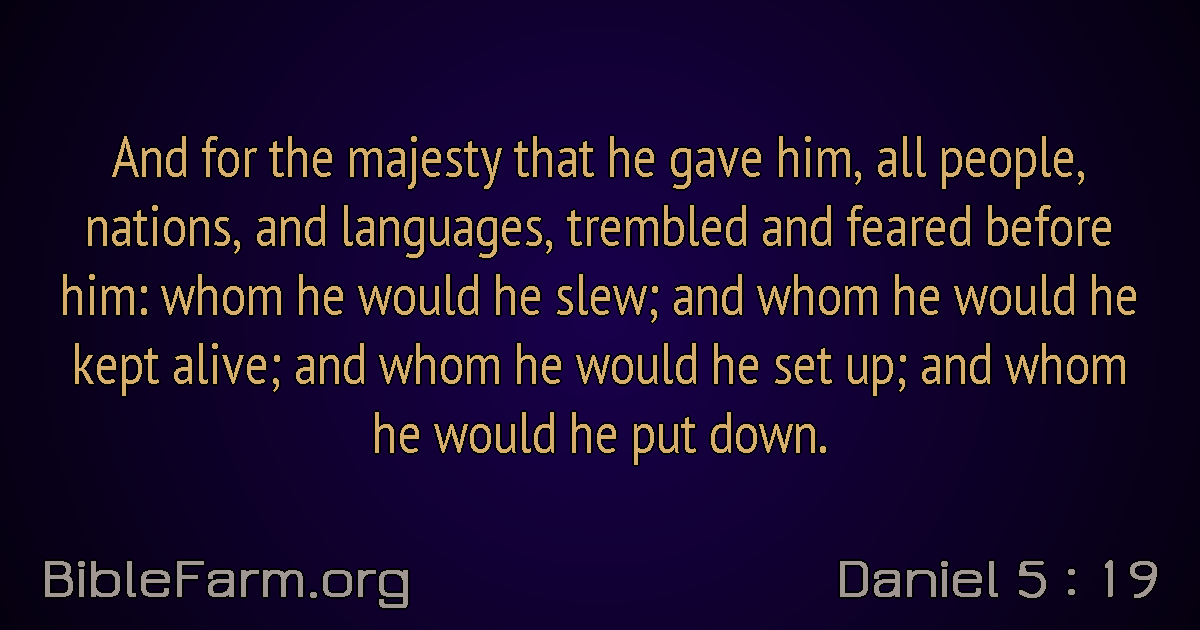 And for the majesty that he gave him, all people,
nations, and languages, trembled and feared before
him: whom he would he slew; and whom he would he
kept alive; and whom he would he set up; and whom
he would he put down.
BibleFarm.org
Daniel 5 : 19